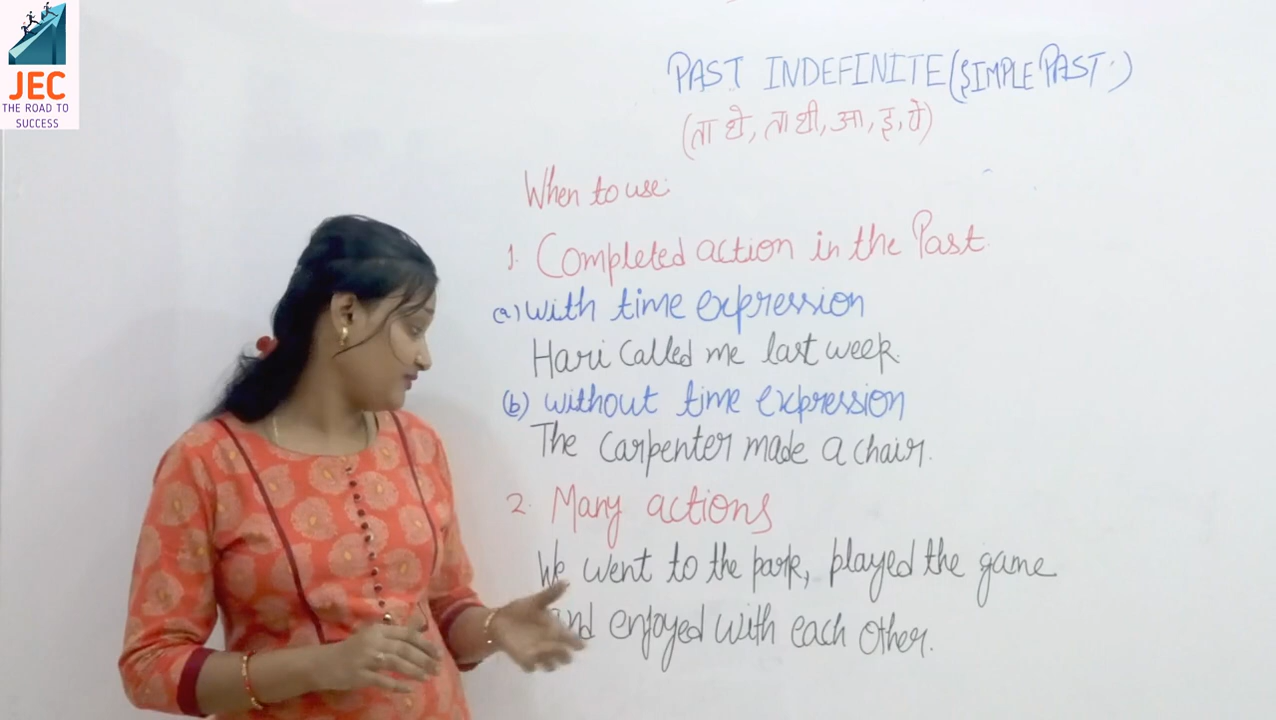 JEC
THE ROAD TO
SUCCESS
PAST INDEFINITE (SIMPLE PAST.)
(ता थे, ता थी, आ, इ, ऐ)
When to use:
1. Completed action in the Past.
(a) with time expression
Hari Called me last week.
(b) without time expression
The Carpenter made a chair.
2. Many actions
We went to the park, played the game
and enjoyed with each other.